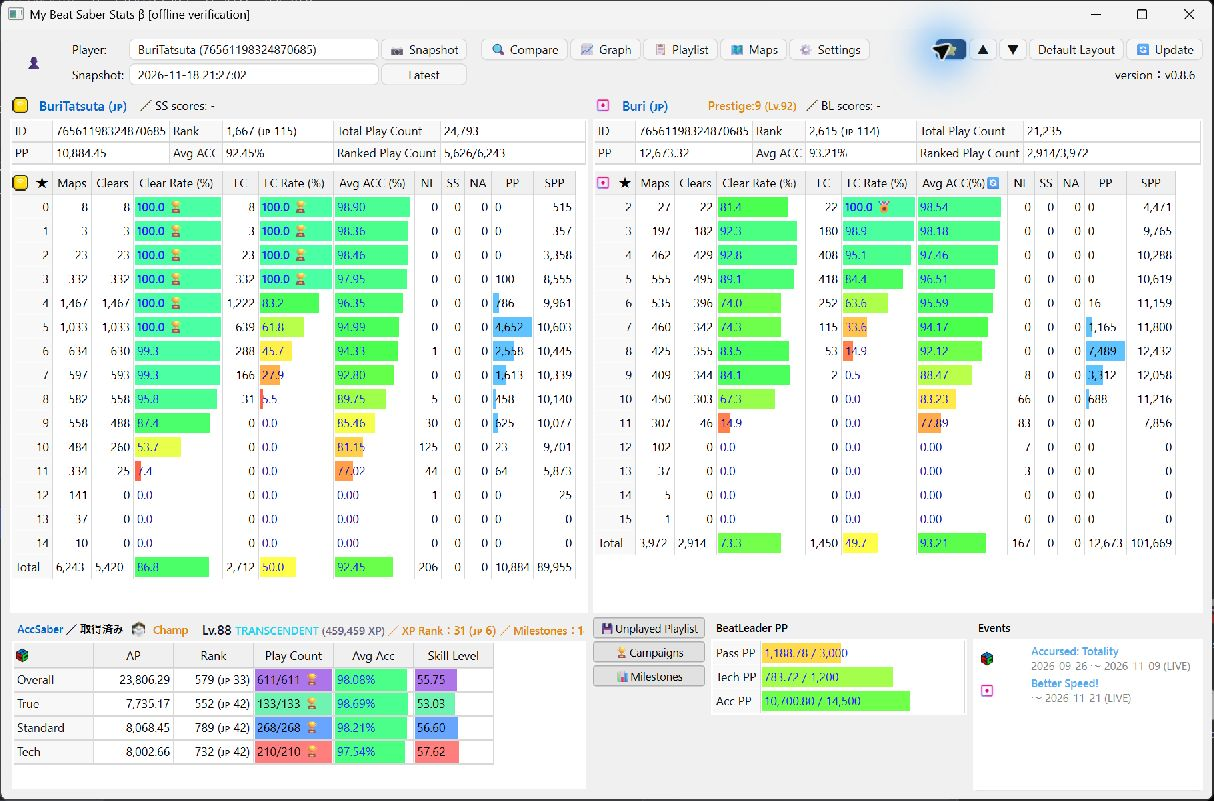 My Beat Saber Stats β [offline verification]
Player: BuriTatsuta (76561198324870685) Snapshot Compare Graph Playlist Maps Settings ▲ ▼ Default Layout Update
Snapshot: 2026-11-18 21:27:02 Latest version：v0.8.6
BuriTatsuta (JP) ／ SS scores: -
ID 76561198324870685 Rank 1,667 (JP 115) Total Play Count 24,793
PP 10,884.45 Avg ACC 92.45% Ranked Play Count 5,626/6,243
★ Maps Clears Clear Rate (%) FC FC Rate (%) Avg ACC (%) NF SS NA PP SPP
0 8 8 100.0 8 100.0 98.90 0 0 0 0 515
1 3 3 100.0 3 100.0 98.36 0 0 0 0 357
2 23 23 100.0 23 100.0 98.46 0 0 0 0 3,358
3 332 332 100.0 332 100.0 97.95 0 0 0 100 8,555
4 1,467 1,467 100.0 1,222 83.2 96.35 0 0 0 786 9,961
5 1,033 1,033 100.0 639 61.8 94.99 0 0 0 4,652 10,603
6 634 630 99.3 288 45.7 94.33 1 0 0 2,558 10,445
7 597 593 99.3 166 27.9 92.80 0 0 0 1,613 10,339
8 582 558 95.8 31 5.5 89.75 5 0 0 458 10,140
9 558 488 87.4 0 0.0 85.46 30 0 0 625 10,077
10 484 260 53.7 0 0.0 81.15 125 0 0 23 9,701
11 334 25 7.4 0 0.0 77.02 44 0 0 64 5,873
12 141 0 0.0 0 0.0 0.00 1 0 0 0 25
13 37 0 0.0 0 0.0 0.00 0 0 0 0 0
14 10 0 0.0 0 0.0 0.00 0 0 0 0 0
Total 6,243 5,420 86.8 2,712 50.0 92.45 206 0 0 10,884 89,955
Buri (JP) Prestige:9 (Lv.92) ／ BL scores: -
ID 76561198324870685 Rank 2,615 (JP 114) Total Play Count 21,235
PP 12,673.32 Avg ACC 93.21% Ranked Play Count 2,914/3,972
★ Maps Clears Clear Rate (%) FC FC Rate (%) Avg ACC(%) NF SS NA PP SPP
2 27 22 81.4 22 100.0 98.54 0 0 0 0 4,471
3 197 182 92.3 180 98.9 98.18 0 0 0 0 9,765
4 462 429 92.8 408 95.1 97.46 0 0 0 0 10,288
5 555 495 89.1 418 84.4 96.51 0 0 0 0 10,619
6 535 396 74.0 252 63.6 95.59 0 0 0 16 11,159
7 460 342 74.3 115 33.6 94.17 0 0 0 1,165 11,800
8 425 355 83.5 53 14.9 92.12 0 0 0 7,489 12,432
9 409 344 84.1 2 0.5 88.47 8 0 0 3,312 12,058
10 450 303 67.3 0 0.0 83.23 66 0 0 688 11,216
11 307 46 14.9 0 0.0 77.89 83 0 0 0 7,856
12 102 0 0.0 0 0.0 0.00 7 0 0 0 0
13 37 0 0.0 0 0.0 0.00 3 0 0 0 0
14 5 0 0.0 0 0.0 0.00 0 0 0 0 0
15 1 0 0.0 0 0.0 0.00 0 0 0 0 0
Total 3,972 2,914 73.3 1,450 49.7 93.21 167 0 0 12,673 101,669
AccSaber ／ 取得済み Champ Lv.88 TRANSCENDENT (459,459 XP) ／ XP Rank：31 (JP 6) ／ Milestones：1
AP Rank Play Count Avg Acc Skill Level
Overall 23,806.29 579 (JP 33) 611/611 98.08% 55.75
True 7,735.17 552 (JP 42) 133/133 98.69% 53.03
Standard 8,068.45 789 (JP 42) 268/268 98.21% 56.60
Tech 8,002.66 732 (JP 42) 210/210 97.54% 57.62
Unplayed Playlist
Campaigns
Milestones
BeatLeader PP
Pass PP 1,188.78 / 3,000
Tech PP 783.72 / 1,200
Acc PP 10,700.80 / 14,500
Events
Accursed: Totality
2026-09-26 ～ 2026-11-09 (LIVE)
Better Speed!
～ 2026-11-21 (LIVE)